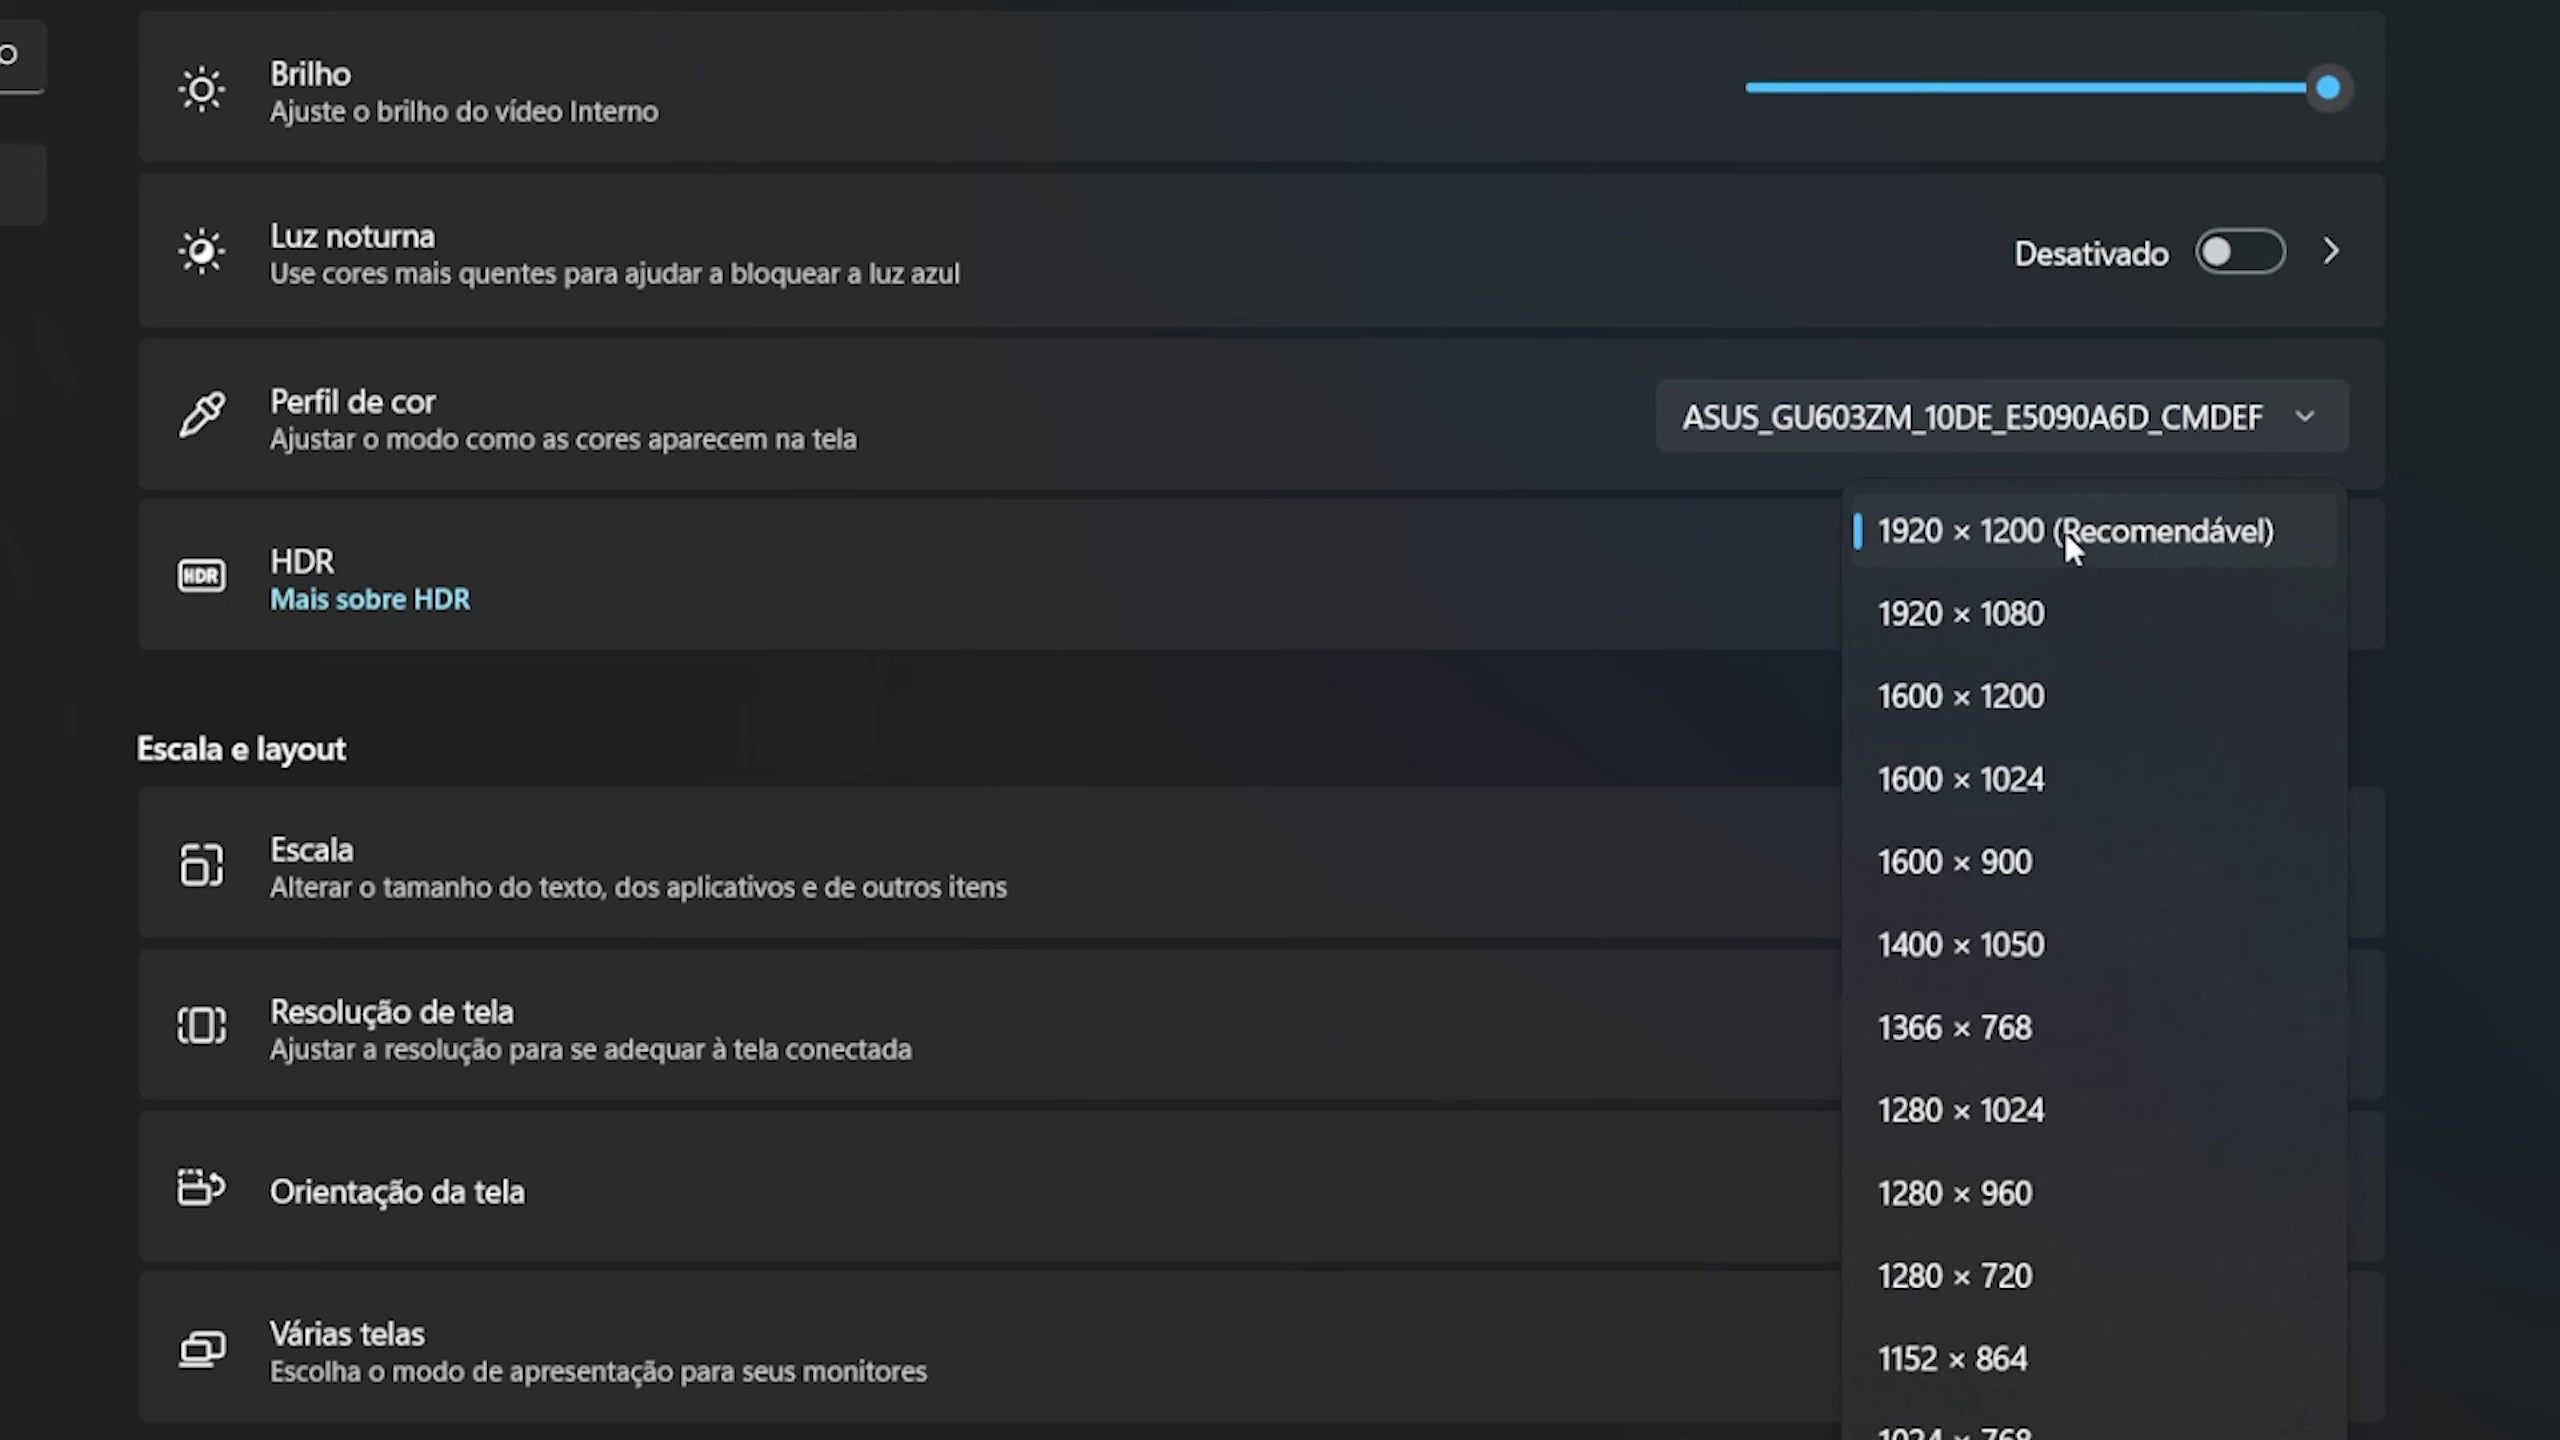 Brilho
Ajuste o brilho do vídeo Interno
Luz noturna
Use cores mais quentes para ajudar a bloquear a luz azul
Desativado
Perfil de cor
Ajustar o modo como as cores aparecem na tela
ASUS_GU603ZM_10DE_E5090A6D_CMDEF
HDR
HDR
Mais sobre HDR
1920 × 1200 (Recomendável)
1920 × 1080
1600 × 1200
1600 × 1024
1600 × 900
1400 × 1050
1366 × 768
1280 × 1024
1280 × 960
1280 × 720
1152 × 864
1024 × 768
Escala e layout
Escala
Alterar o tamanho do texto, dos aplicativos e de outros itens
Resolução de tela
Ajustar a resolução para se adequar à tela conectada
Orientação da tela
Várias telas
Escolha o modo de apresentação para seus monitores